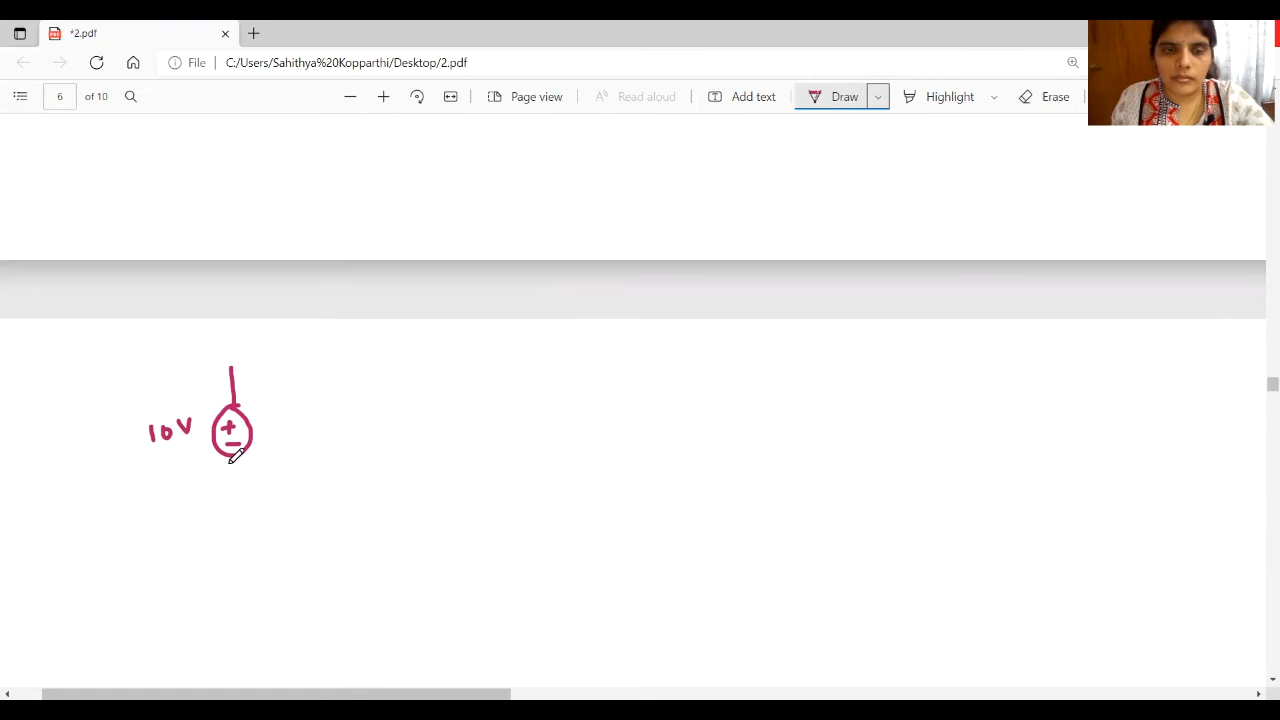 *2.pdf
File C:/Users/Sahithya%20Kopparthi/Desktop/2.pdf
6 of 10 Page view Read aloud Add text Draw Highlight Erase
10V + −